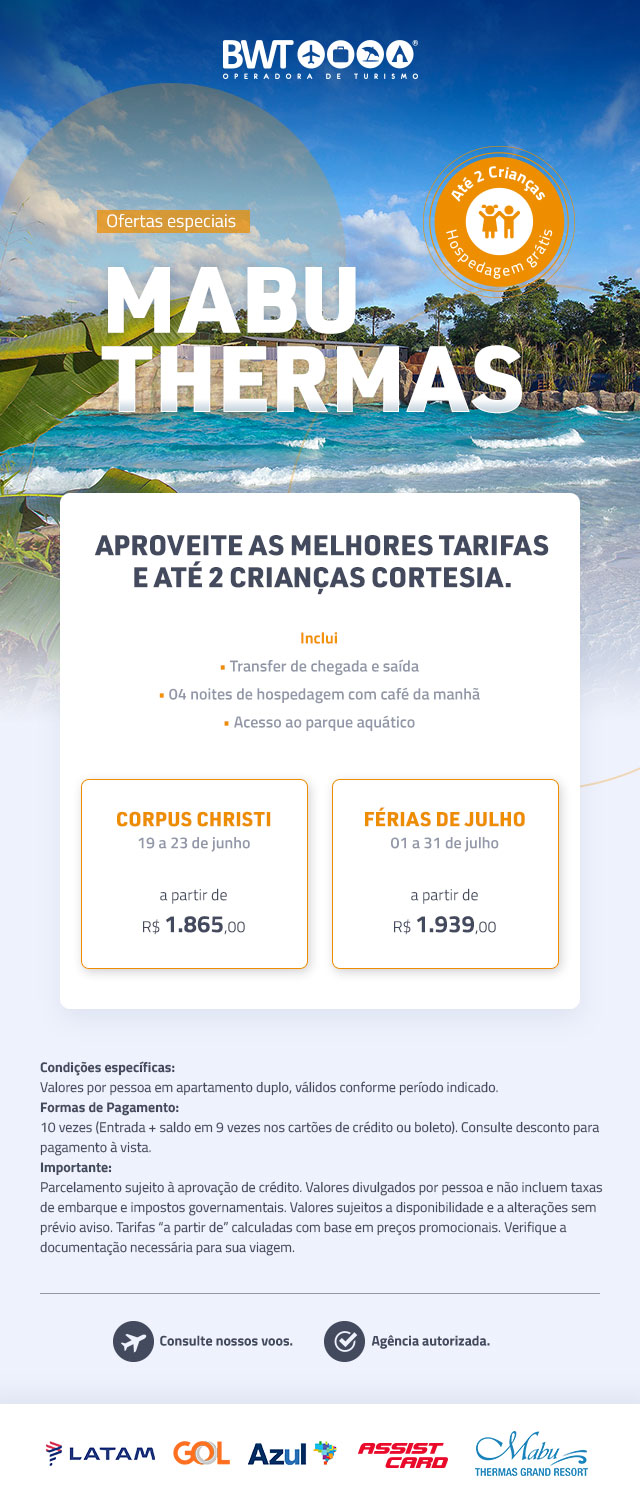 BWT
OPERADORA DE TURISMO
Até 2 Crianças
Hospedagem grátis
Ofertas especiais
MABU
THERMAS
APROVEITE AS MELHORES TARIFAS
E ATÉ 2 CRIANÇAS CORTESIA.
Inclui
▪ Transfer de chegada e saída
▪ 04 noites de hospedagem com café da manhã
▪ Acesso ao parque aquático
CORPUS CHRISTI
19 a 23 de junho
a partir de
R$ 1.865,00
FÉRIAS DE JULHO
01 a 31 de julho
a partir de
R$ 1.939,00
Condições específicas:
Valores por pessoa em apartamento duplo, válidos conforme período indicado.
Formas de Pagamento:
10 vezes (Entrada + saldo em 9 vezes nos cartões de crédito ou boleto). Consulte desconto para
pagamento à vista.
Importante:
Parcelamento sujeito à aprovação de crédito. Valores divulgados por pessoa e não incluem taxas
de embarque e impostos governamentais. Valores sujeitos a disponibilidade e a alterações sem
prévio aviso. Tarifas “a partir de” calculadas com base em preços promocionais. Verifique a
documentação necessária para sua viagem.
Consulte nossos voos.
Agência autorizada.
LATAM
GOL
Azul
ASSIST
CARD
Mabu
THERMAS GRAND RESORT